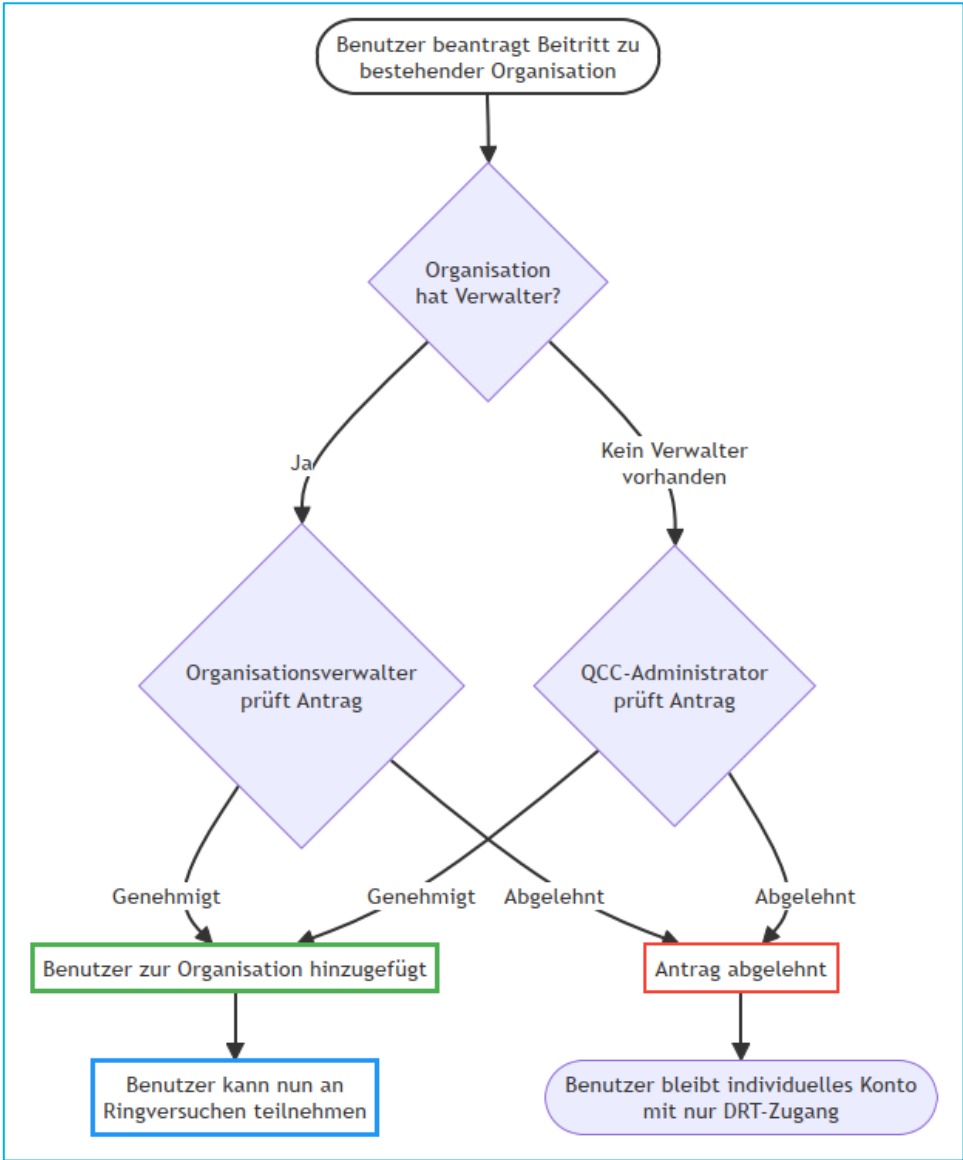 Benutzer beantragt Beitritt zu
bestehender Organisation
Organisation
hat Verwalter?
Ja
Kein Verwalter
vorhanden
Organisationsverwalter
prüft Antrag
QCC-Administrator
prüft Antrag
Genehmigt
Genehmigt
Abgelehnt
Abgelehnt
Benutzer zur Organisation hinzugefügt
Antrag abgelehnt
Benutzer kann nun an
Ringversuchen teilnehmen
Benutzer bleibt individuelles Konto
mit nur DRT-Zugang